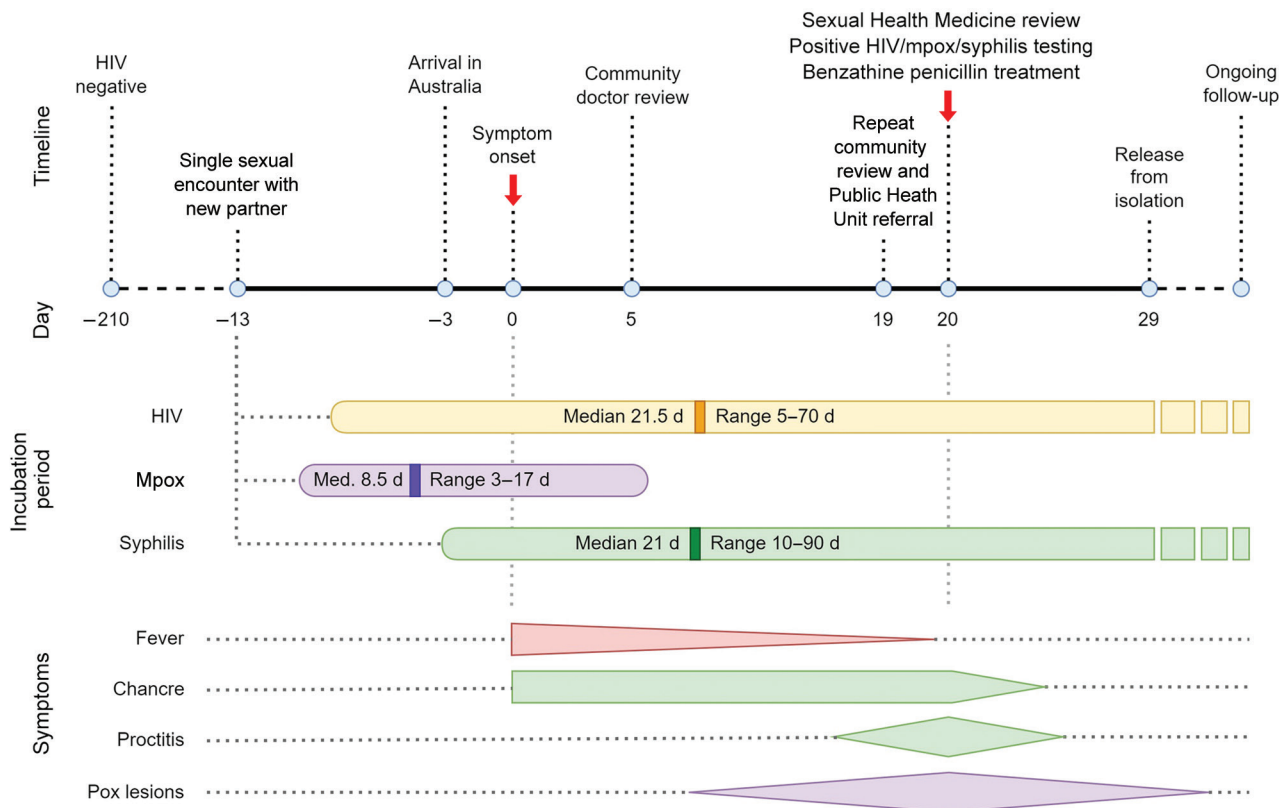 Timeline
HIV
negative
Single sexual
encounter with
new partner
Arrival in
Australia
Symptom
onset
Community
doctor review
Repeat
community
review and
Public Heath
Unit referral
Sexual Health Medicine review
Positive HIV/mpox/syphilis testing
Benzathine penicillin treatment
Release
from
isolation
Ongoing
follow-up
Day
–210
–13
–3
0
5
19
20
29
Incubation
period
HIV
Median 21.5 d
Range 5–70 d
Mpox
Med. 8.5 d
Range 3–17 d
Syphilis
Median 21 d
Range 10–90 d
Symptoms
Fever
Chancre
Proctitis
Pox lesions